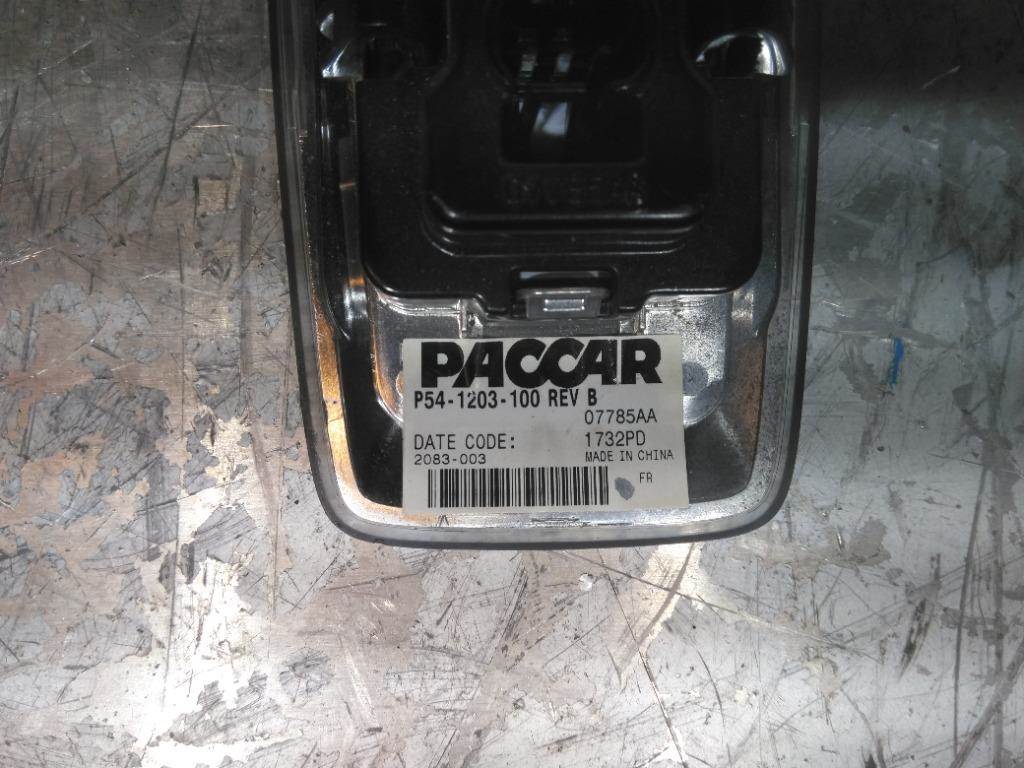 PACCAR
P54-1203-100 REV B
07785AA
DATE CODE: 1732PD
2083-003 MADE IN CHINA
FR